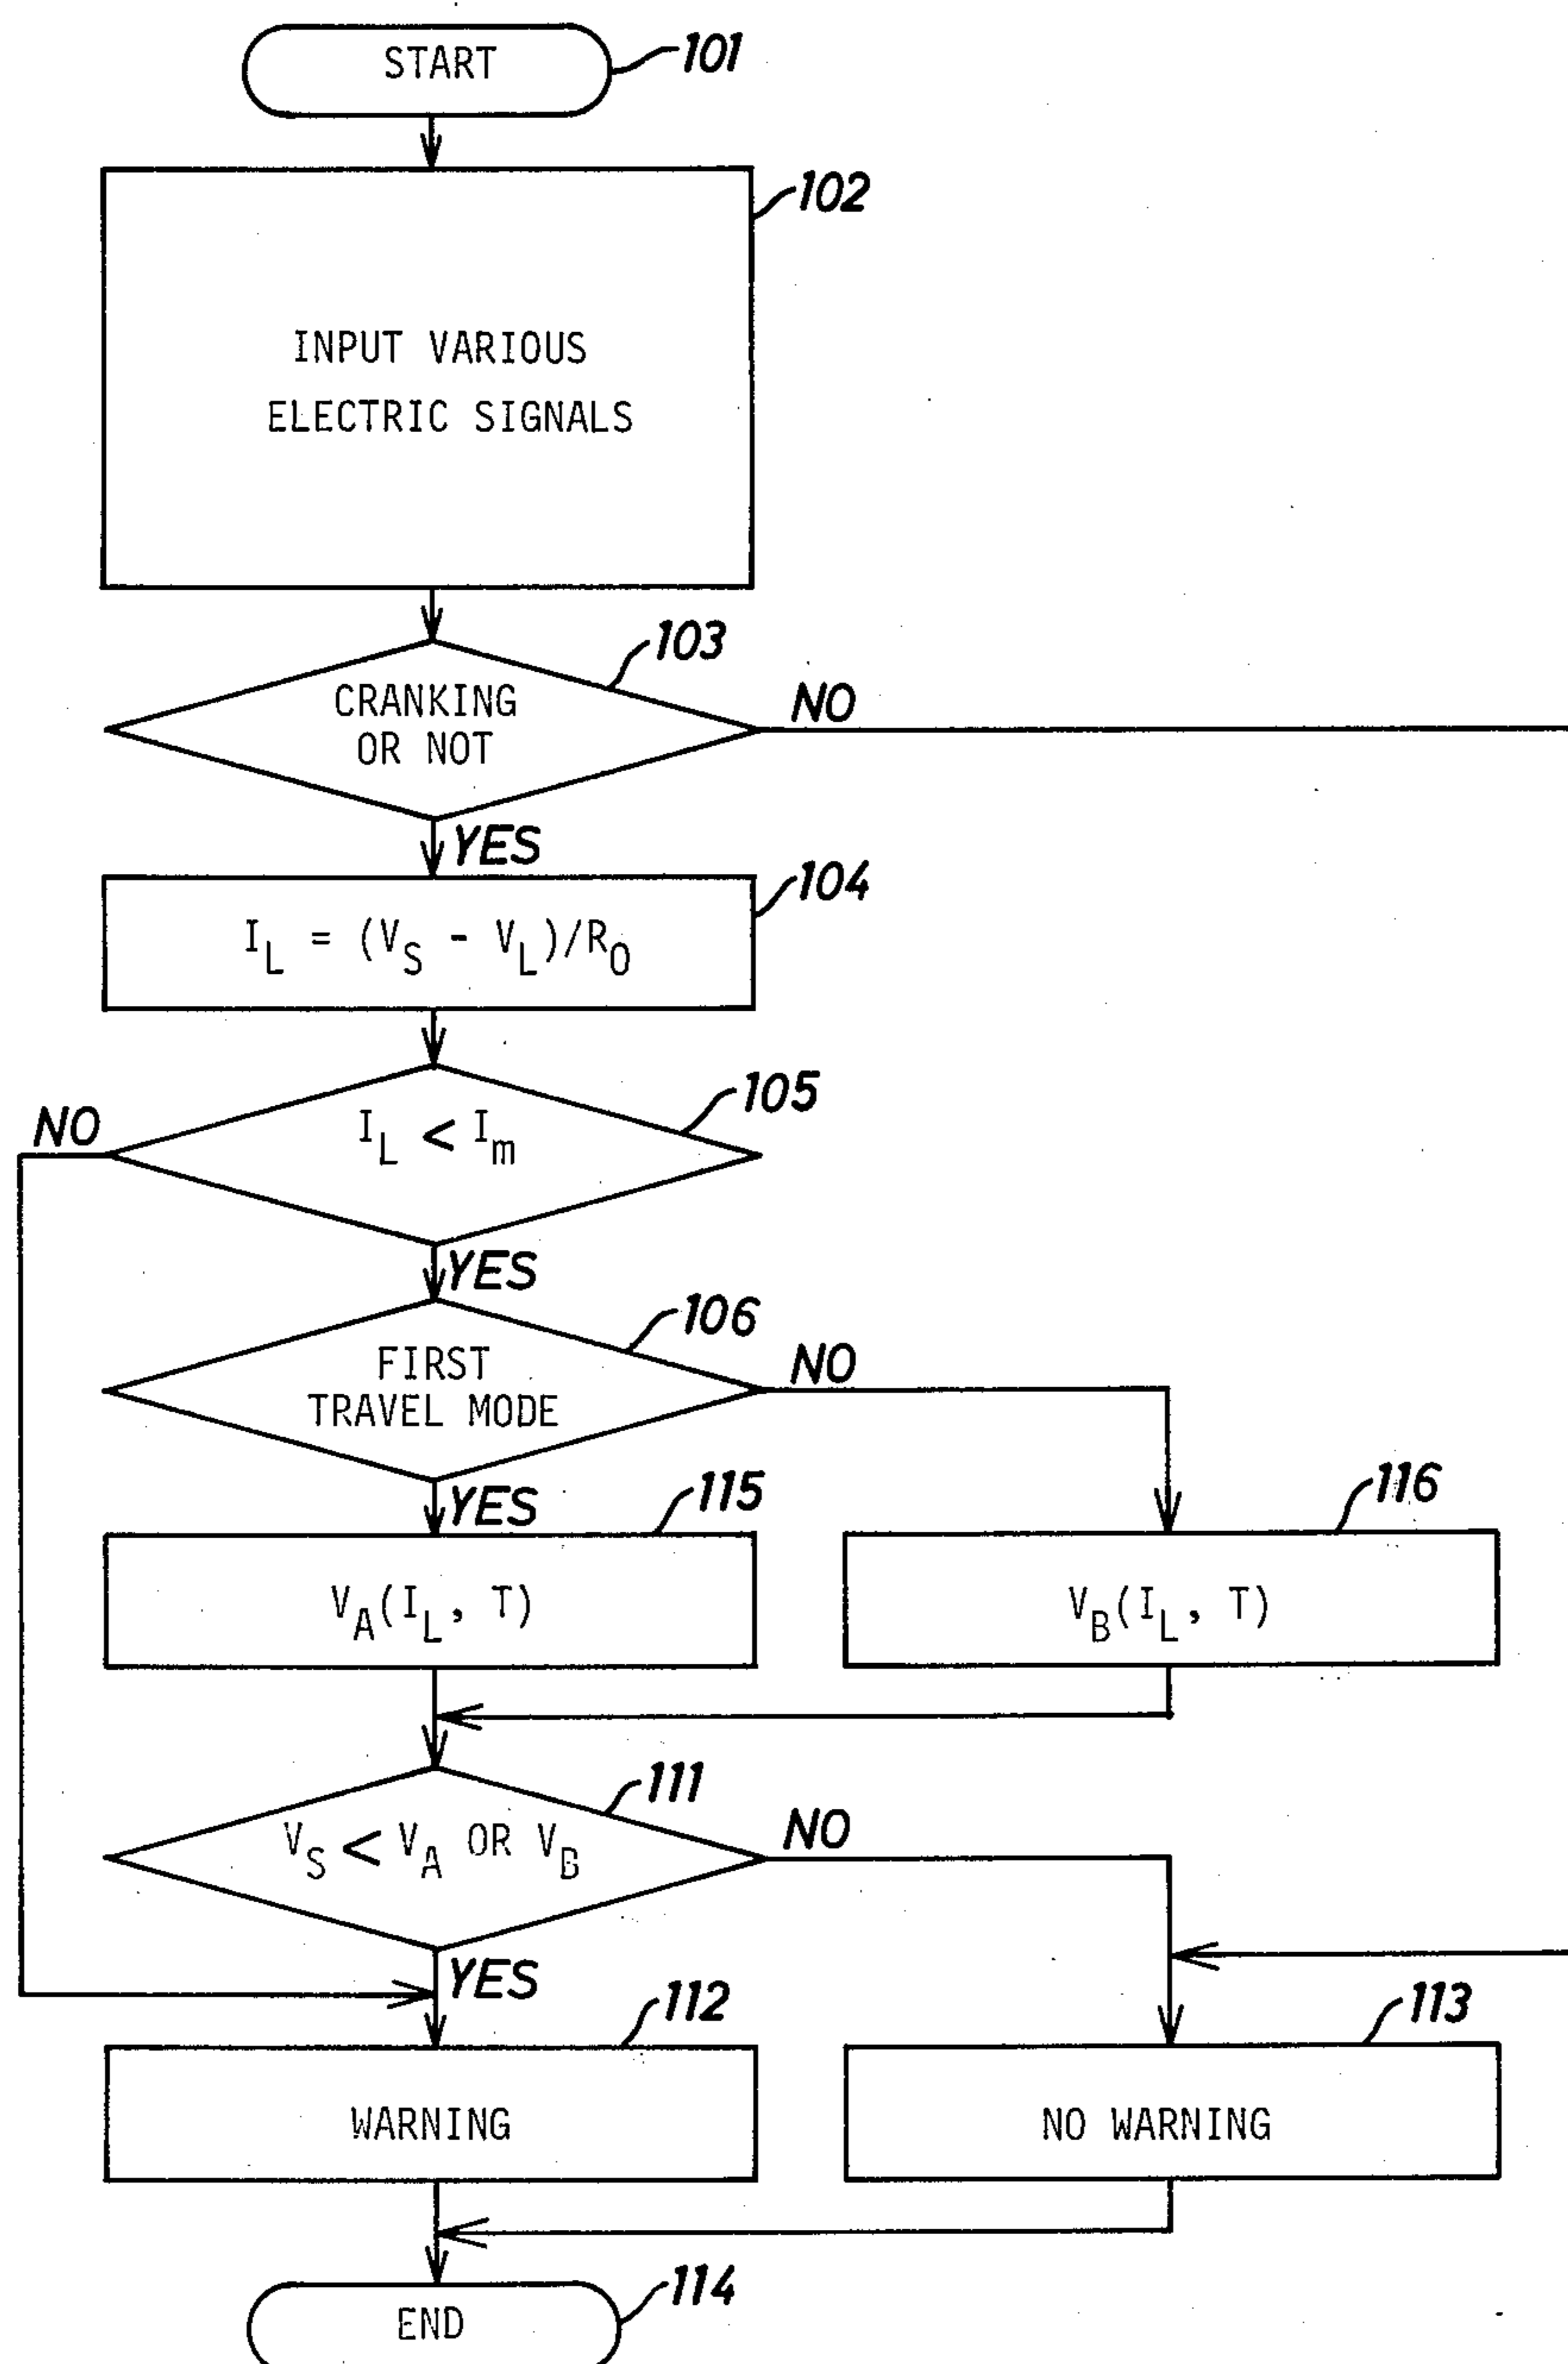 START
101
102
INPUT VARIOUS
ELECTRIC SIGNALS
103
CRANKING
OR NOT
NO
YES
104
I_L = (V_S - V_L)/R_0
105
NO
I_L < I_m
YES
106
FIRST
TRAVEL MODE
NO
YES
115
116
V_A(I_L, T)
V_B(I_L, T)
111
V_S < V_A OR V_B
NO
YES
112
113
WARNING
NO WARNING
114
END